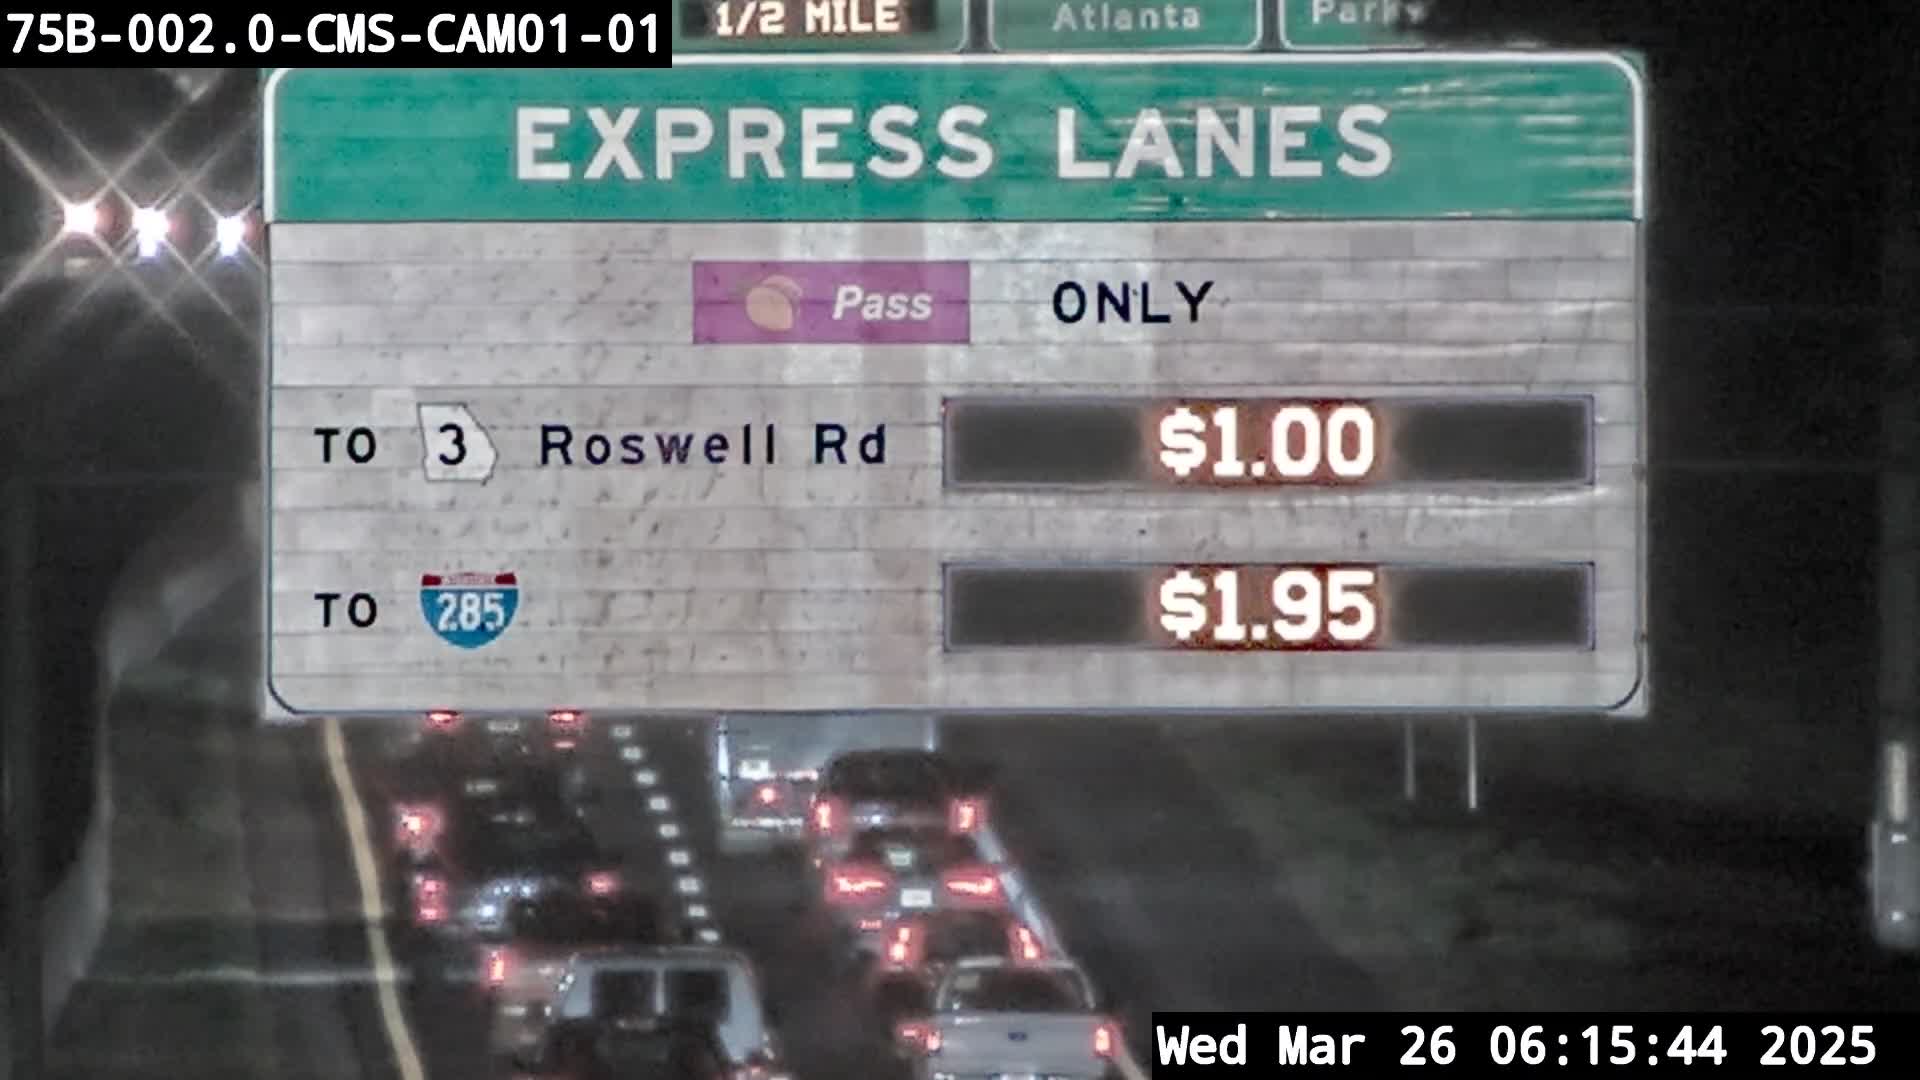 75B-002.0-CMS-CAM01-01
1/2 MILE
Atlanta
EXPRESS LANES
Pass ONLY
TO 3 Roswell Rd $1.00
TO 285 $1.95
Wed Mar 26 06:15:44 2025